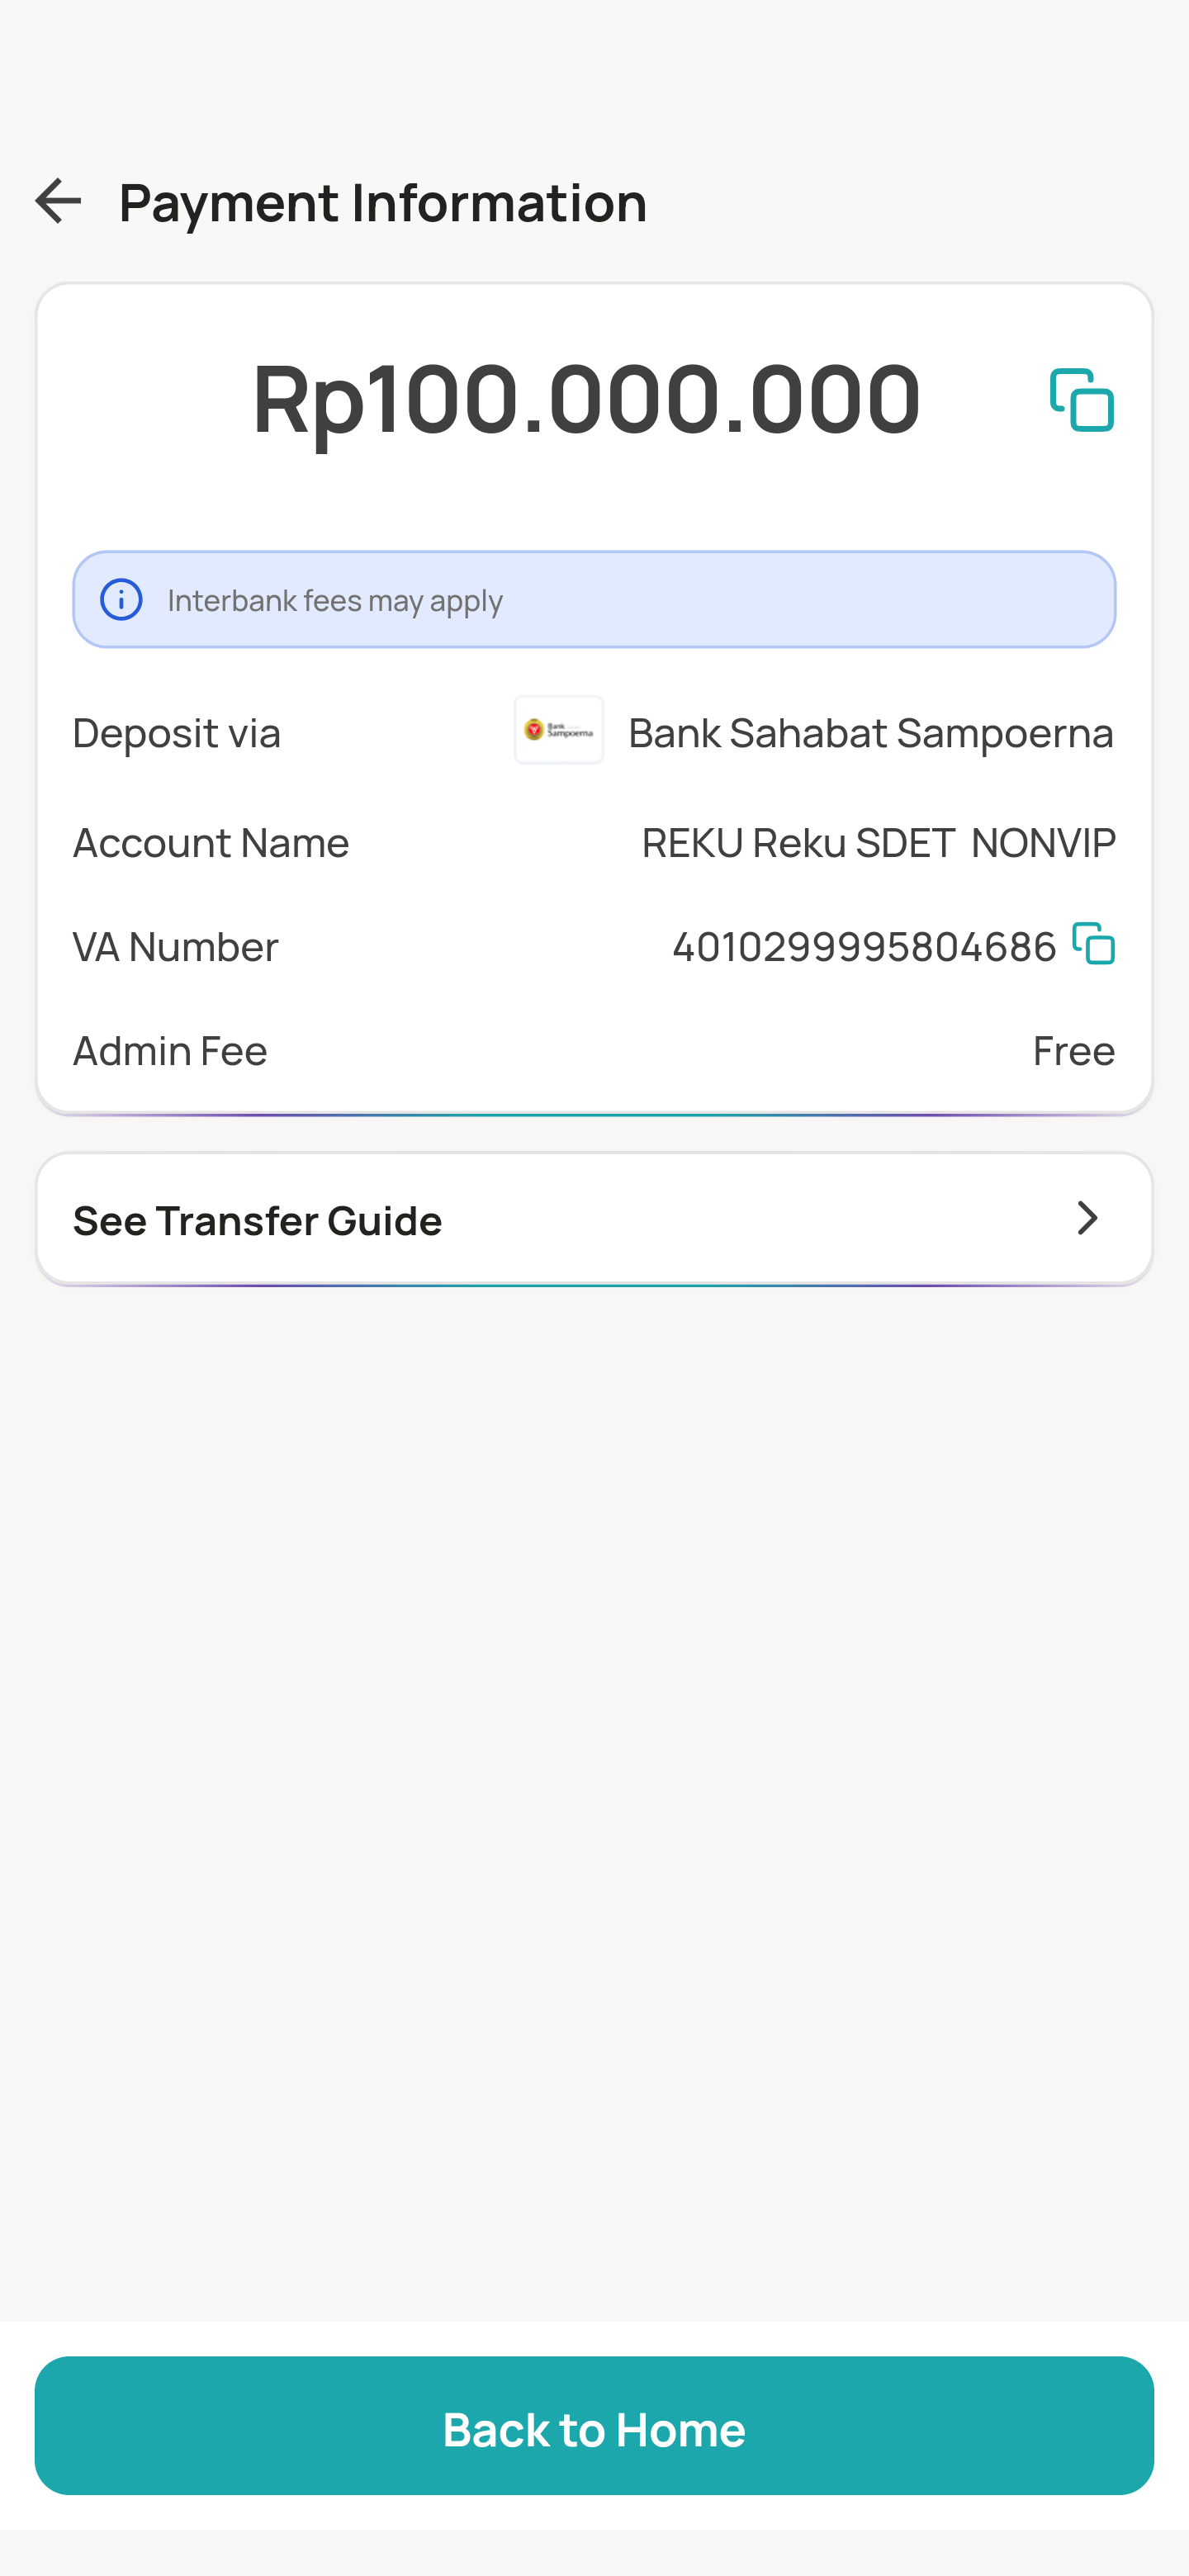 Payment Information
Rp100.000.000
Interbank fees may apply
Deposit via
Bank
Sampoerna
Bank Sahabat Sampoerna
Account Name
REKU Reku SDET  NONVIP
VA Number
4010299995804686
Admin Fee
Free
See Transfer Guide
Back to Home